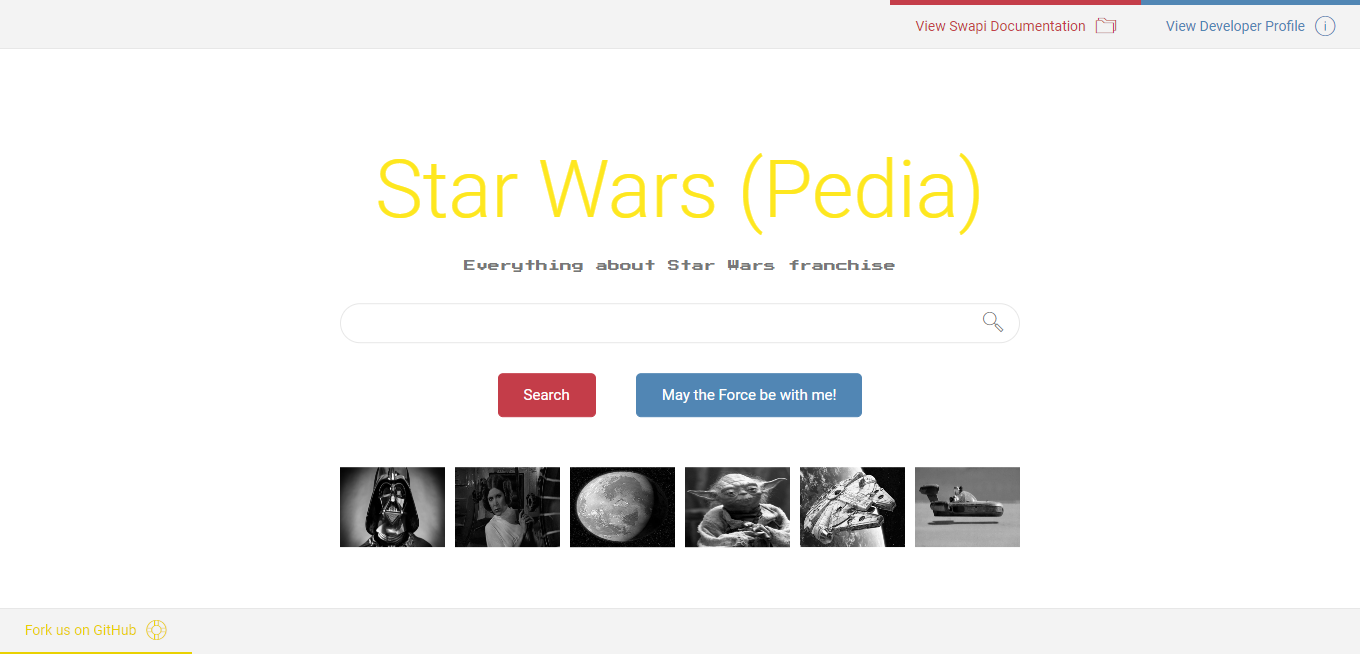 View Swapi Documentation
View Developer Profile
Star Wars (Pedia)
Everything about Star Wars franchise
Search
May the Force be with me!
Fork us on GitHub